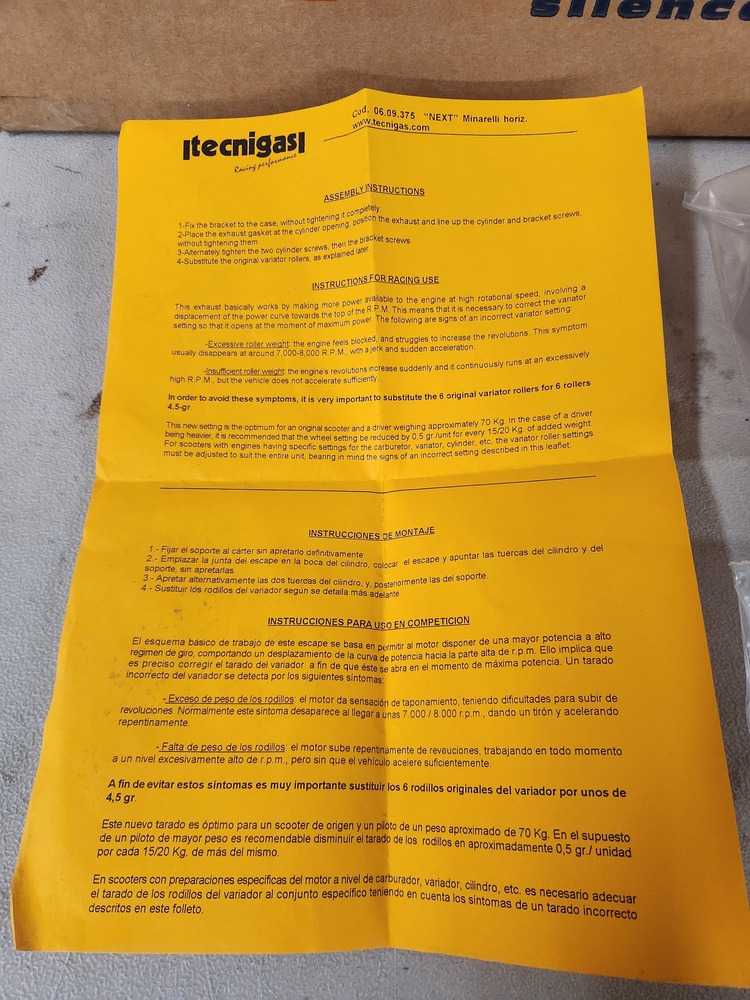 silence
Cod. 06.09.375 "NEXT" Minarelli horiz.
www.tecnigas.com
tecnigas
Racing performance
ASSEMBLY INSTRUCTIONS
1-Fix the bracket to the case, without tightening it completely.
2-Place the exhaust gasket at the cylinder opening, position the exhaust and line up the cylinder and bracket screws,
without tightening them.
3-Alternately tighten the two cylinder screws, then the bracket screws.
4-Substitute the original variator rollers, as explained later.
INSTRUCTIONS FOR RACING USE
This exhaust basically works by making more power available to the engine at high rotational speed, involving a
displacement of the power curve towards the top of the R.P.M. This means that it is necessary to correct the variator
setting so that it opens at the moment of maximum power. The following are signs of an incorrect variator setting:
-Excessive roller weight: the engine feels blocked, and struggles to increase the revolutions. This symptom
usually disappears at around 7,000-8,000 R.P.M., with a jerk and sudden acceleration.
-Insufficient roller weight: the engine's revolutions increase suddenly and it continuously runs at an excessively
high R.P.M., but the vehicle does not accelerate sufficiently.
In order to avoid these symptoms, it is very important to substitute the 6 original variator rollers for 6 rollers
4.5-gr.
This new setting is the optimum for an original scooter and a driver weighing approximately 70 Kg. In the case of a driver
being heavier, it is recommended that the wheel setting be reduced by 0,5 gr./unit for every 15/20 Kg. of added weight.
For scooters with engines having specific settings for the carburetor, variator, cylinder, etc, the variator roller settings
must be adjusted to suit the entire unit, bearing in mind the signs of an incorrect setting described in this leaflet.
INSTRUCCIONES DE MONTAJE
1.- Fijar el soporte al cárter sin apretarlo definitivamente.
2.- Emplazar la junta del escape en la boca del cilindro, colocar el escape y apuntar las tuercas del cilindro y del
soporte, sin apretarlas.
3.- Apretar alternativamente las dos tuercas del cilindro, y, posteriormente las del soporte.
4.- Sustituir los rodillos del variador según se detalla más adelante.
INSTRUCCIONES PARA USO EN COMPETICION
El esquema básico de trabajo de este escape se basa en permitir al motor disponer de una mayor potencia a alto
regimen de giro, comportando un desplazamiento de la curva de potencia hacia la parte alta de r.p.m. Ello implica que
es preciso corregir el tarado del variador a fin de que éste se abra en el momento de máxima potencia. Un tarado
incorrecto del variador se detecta por los siguientes síntomas:
- Exceso de peso de los rodillos: el motor da sensación de taponamiento, teniendo dificultades para subir de
revoluciones. Normalmente este síntoma desaparece al llegar a unas 7.000 / 8.000 r.p.m., dando un tirón y acelerando
repentinamente.
- Falta de peso de los rodillos: el motor sube repentinamente de revouciones, trabajando en todo momento
a un nivel excesivamente alto de r.p.m., pero sin que el vehículo acelere suficientemente.
A fin de evitar estos síntomas es muy importante sustituir los 6 rodillos originales del variador por unos de
4,5 gr.
Este nuevo tarado es óptimo para un scooter de origen y un piloto de un peso aproximado de 70 Kg. En el supuesto
de un piloto de mayor peso es recomendable disminuir el tarado de los rodillos en aproximadamente 0,5 gr./ unidad
por cada 15/20 Kg. de más del mismo.
En scooters con preparaciones específicas del motor a nivel de carburador, variador, cilindro, etc. es necesario adecuar
el tarado de los rodillos del variador al conjunto específico teniendo en cuenta los síntomas de un tarado incorrecto
descritos en este folleto.